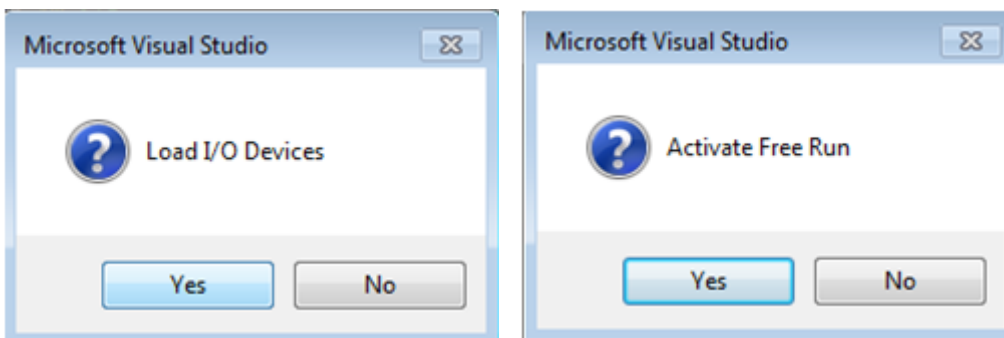 Microsoft Visual Studio
Load I/O Devices
Yes No
Microsoft Visual Studio
Activate Free Run
Yes No